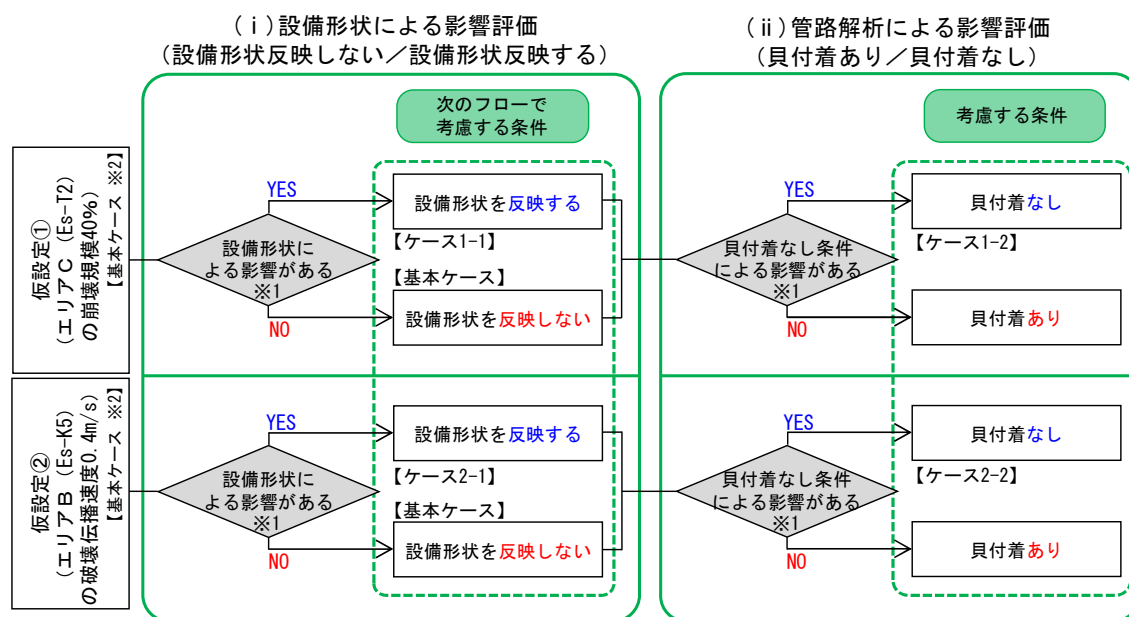 (ⅰ)設備形状による影響評価
(設備形状反映しない／設備形状反映する)
(ⅱ)管路解析による影響評価
(貝付着あり／貝付着なし)
次のフローで
考慮する条件
考慮する条件
仮設定①
(エリアC (Es-T2)
の崩壊規模40%)
【基本ケース ※2】
設備形状に
よる影響がある
※1
YES
NO
設備形状を反映する
【ケース1-1】
【基本ケース】
設備形状を反映しない
貝付着なし条件
による影響がある
※1
YES
NO
貝付着なし
【ケース1-2】
貝付着あり
仮設定②
(エリアB (Es-K5)
の破壊伝播速度0.4m/s)
【基本ケース ※2】
設備形状に
よる影響がある
※1
YES
NO
設備形状を反映する
【ケース2-1】
【基本ケース】
設備形状を反映しない
貝付着なし条件
による影響がある
※1
YES
NO
貝付着なし
【ケース2-2】
貝付着あり